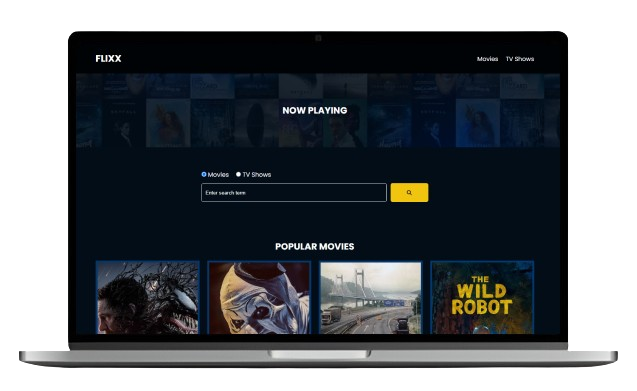 FLIXX
Movies TV Shows
NOW PLAYING
Movies TV Shows
Enter search term
POPULAR MOVIES
THE
WILD
ROBOT